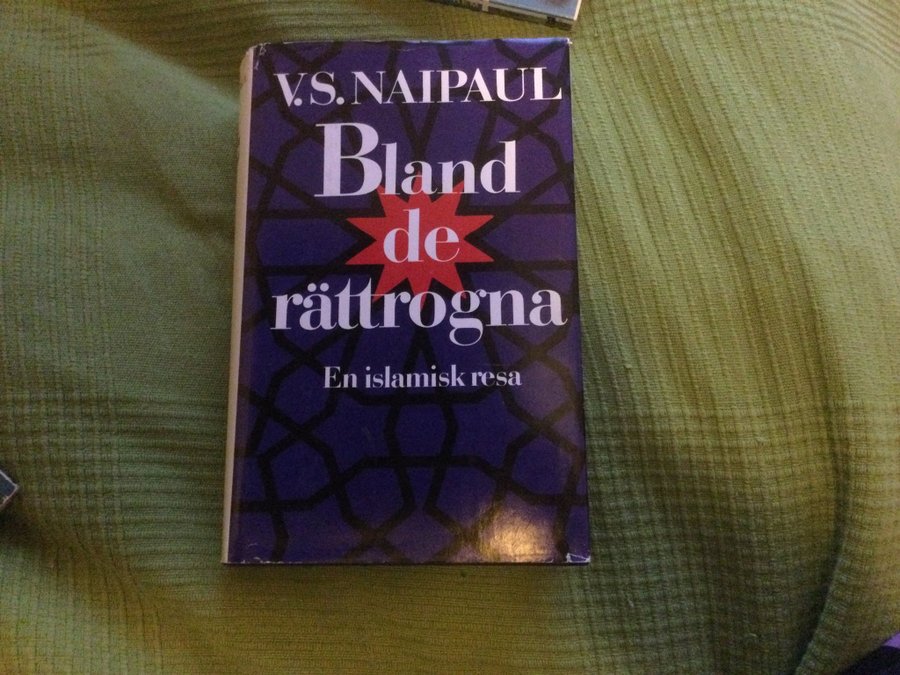 V.S. NAIPAUL
Bland
de
rättrogna
En islamisk resa